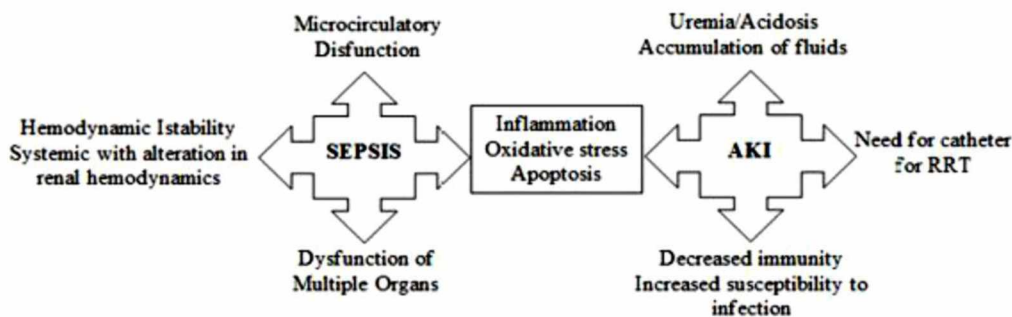 Microcirculatory
Disfunction
Hemodynamic Istability
Systemic with alteration in
renal hemodynamics
SEPSIS
Dysfunction of
Multiple Organs
Inflammation
Oxidative stress
Apoptosis
Uremia/Acidosis
Accumulation of fluids
AKI
Need for catheter
for RRT
Decreased immunity
Increased susceptibility to
infection